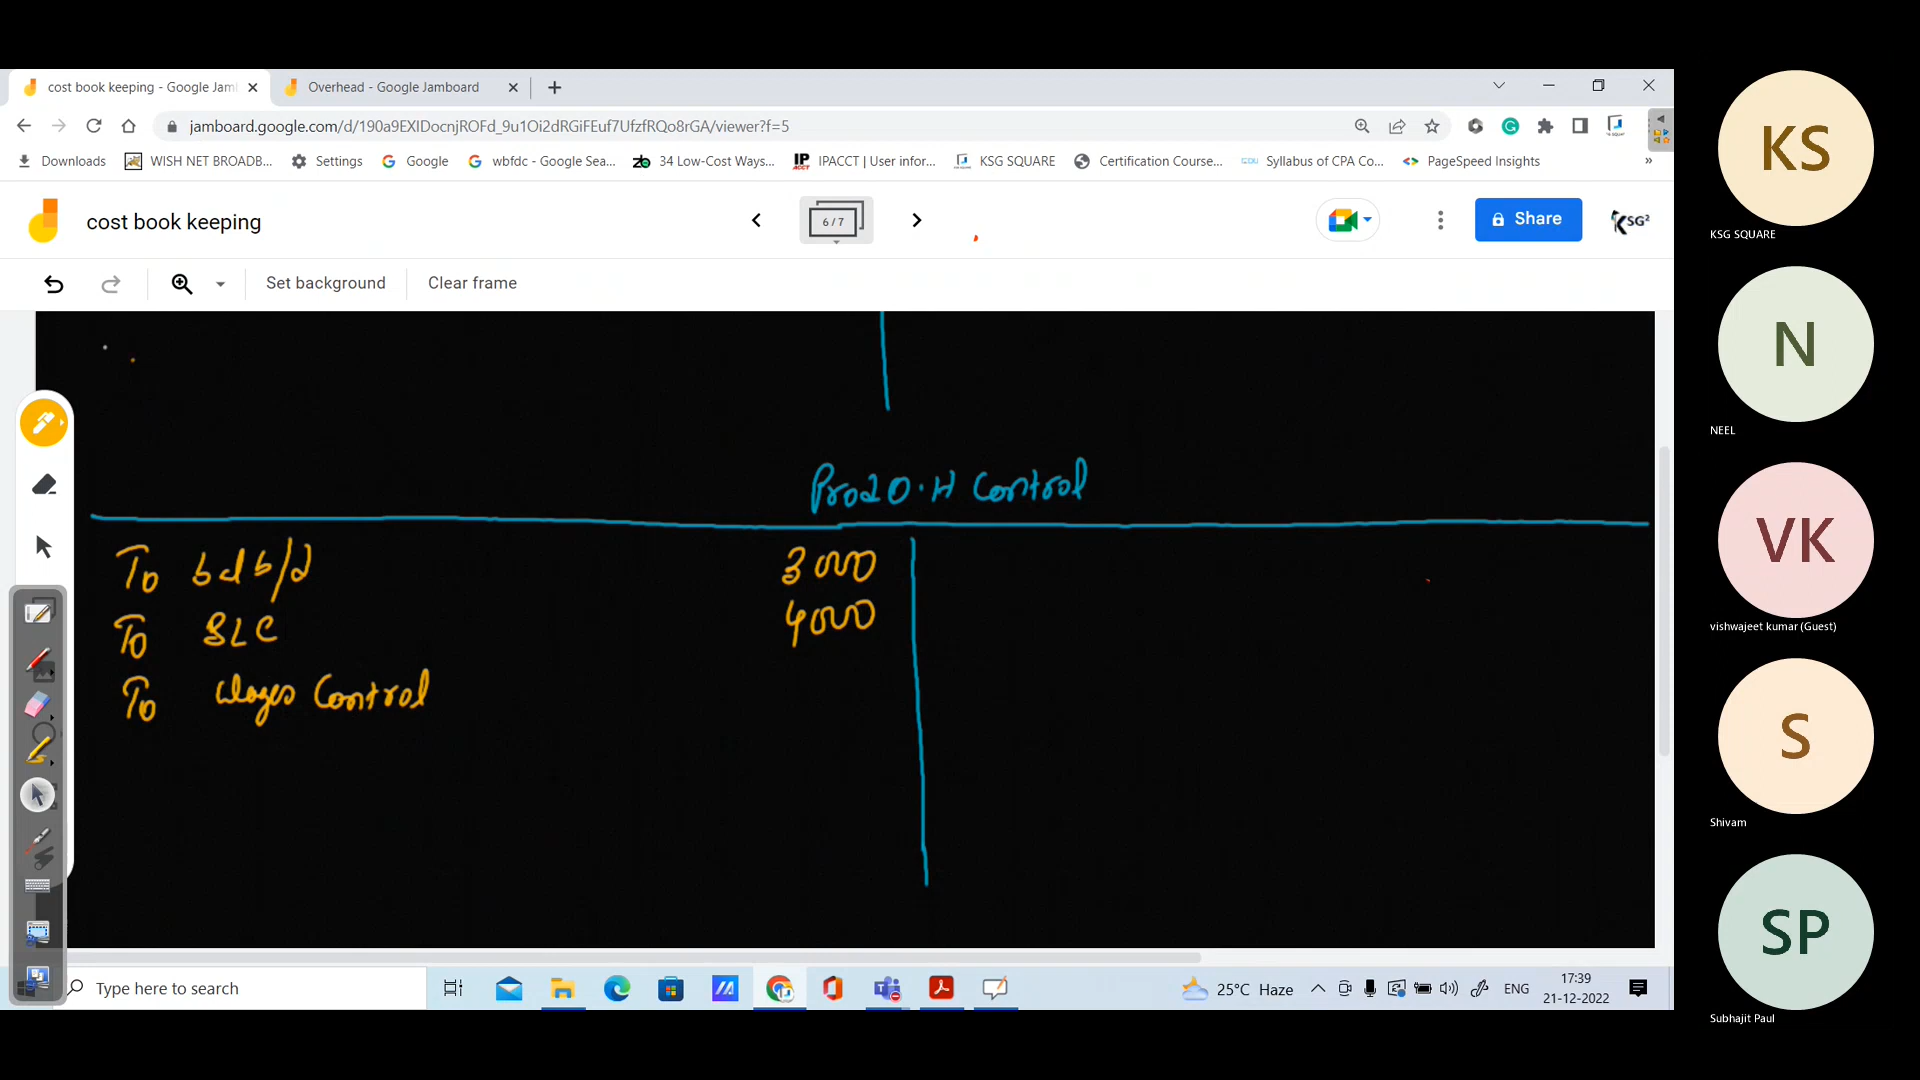 cost book keeping - Google Jam
Overhead - Google Jamboard
jamboard.google.com/d/190a9EXIDocnjROFd_9u1Oi2dRGiFEuf7UfzfRQo8rGA/viewer?f=5
Downloads
WISH NET BROADB...
Settings
Google
wbfdc - Google Sea...
34 Low-Cost Ways...
IPACCT | User infor...
KSG SQUARE
Certification Course...
Syllabus of CPA Co...
PageSpeed Insights
»
cost book keeping
6 / 7
Share
KSG²
Set background
Clear frame
Prod O.H Control
To bal b/d 3000
To SLC 4000
To Wages Control
Type here to search
25°C Haze
ENG
17:39
21-12-2022
KS
KSG SQUARE
N
NEEL
VK
vishwajeet kumar (Guest)
S
Shivam
SP
Subhajit Paul